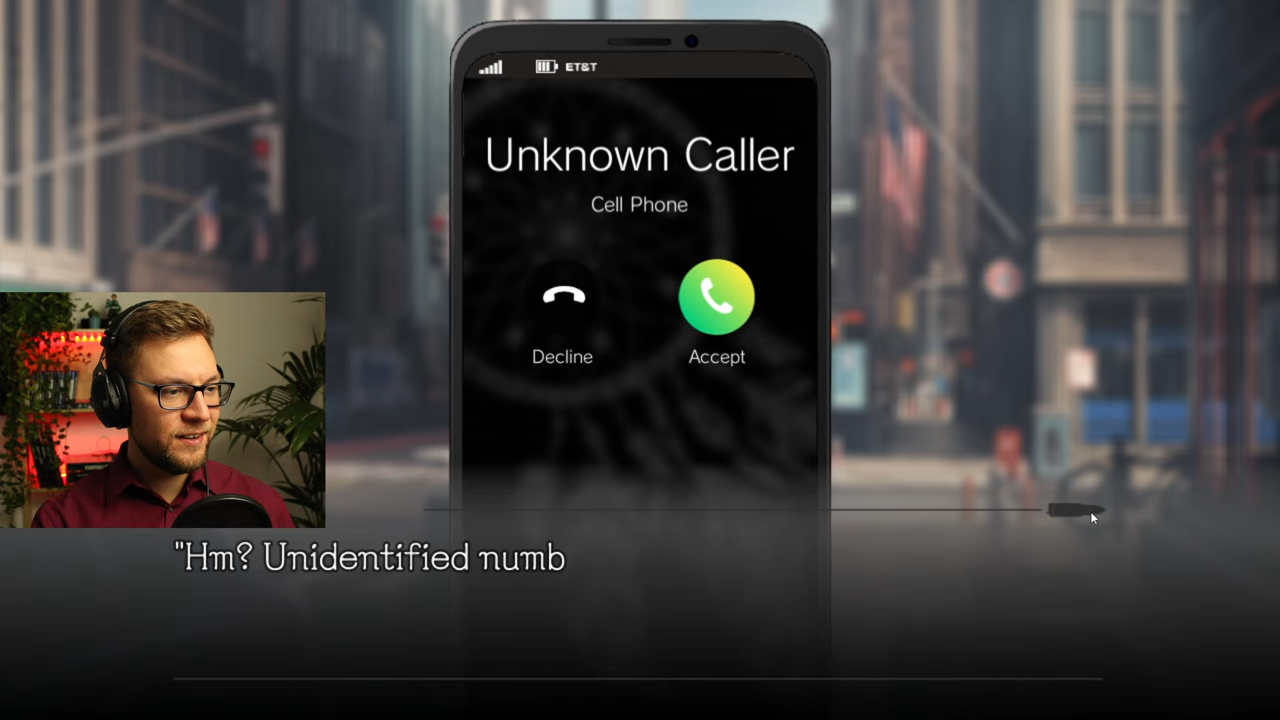 ET&T
Unknown Caller
Cell Phone
Decline
Accept
"Hm? Unidentified numb